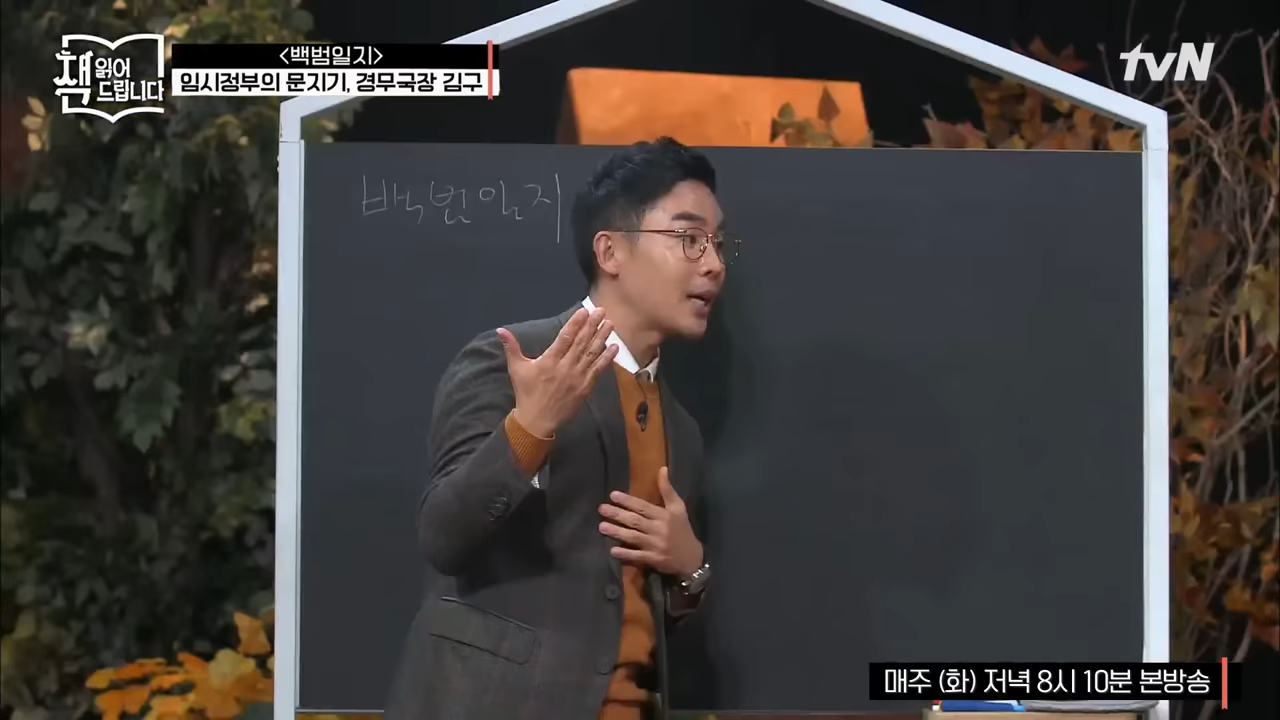 책 읽어
드립니다
<백범일지>
임시정부의 문지기, 경무국장 김구
tvN
백범일지
매주 (화) 저녁 8시 10분 본방송